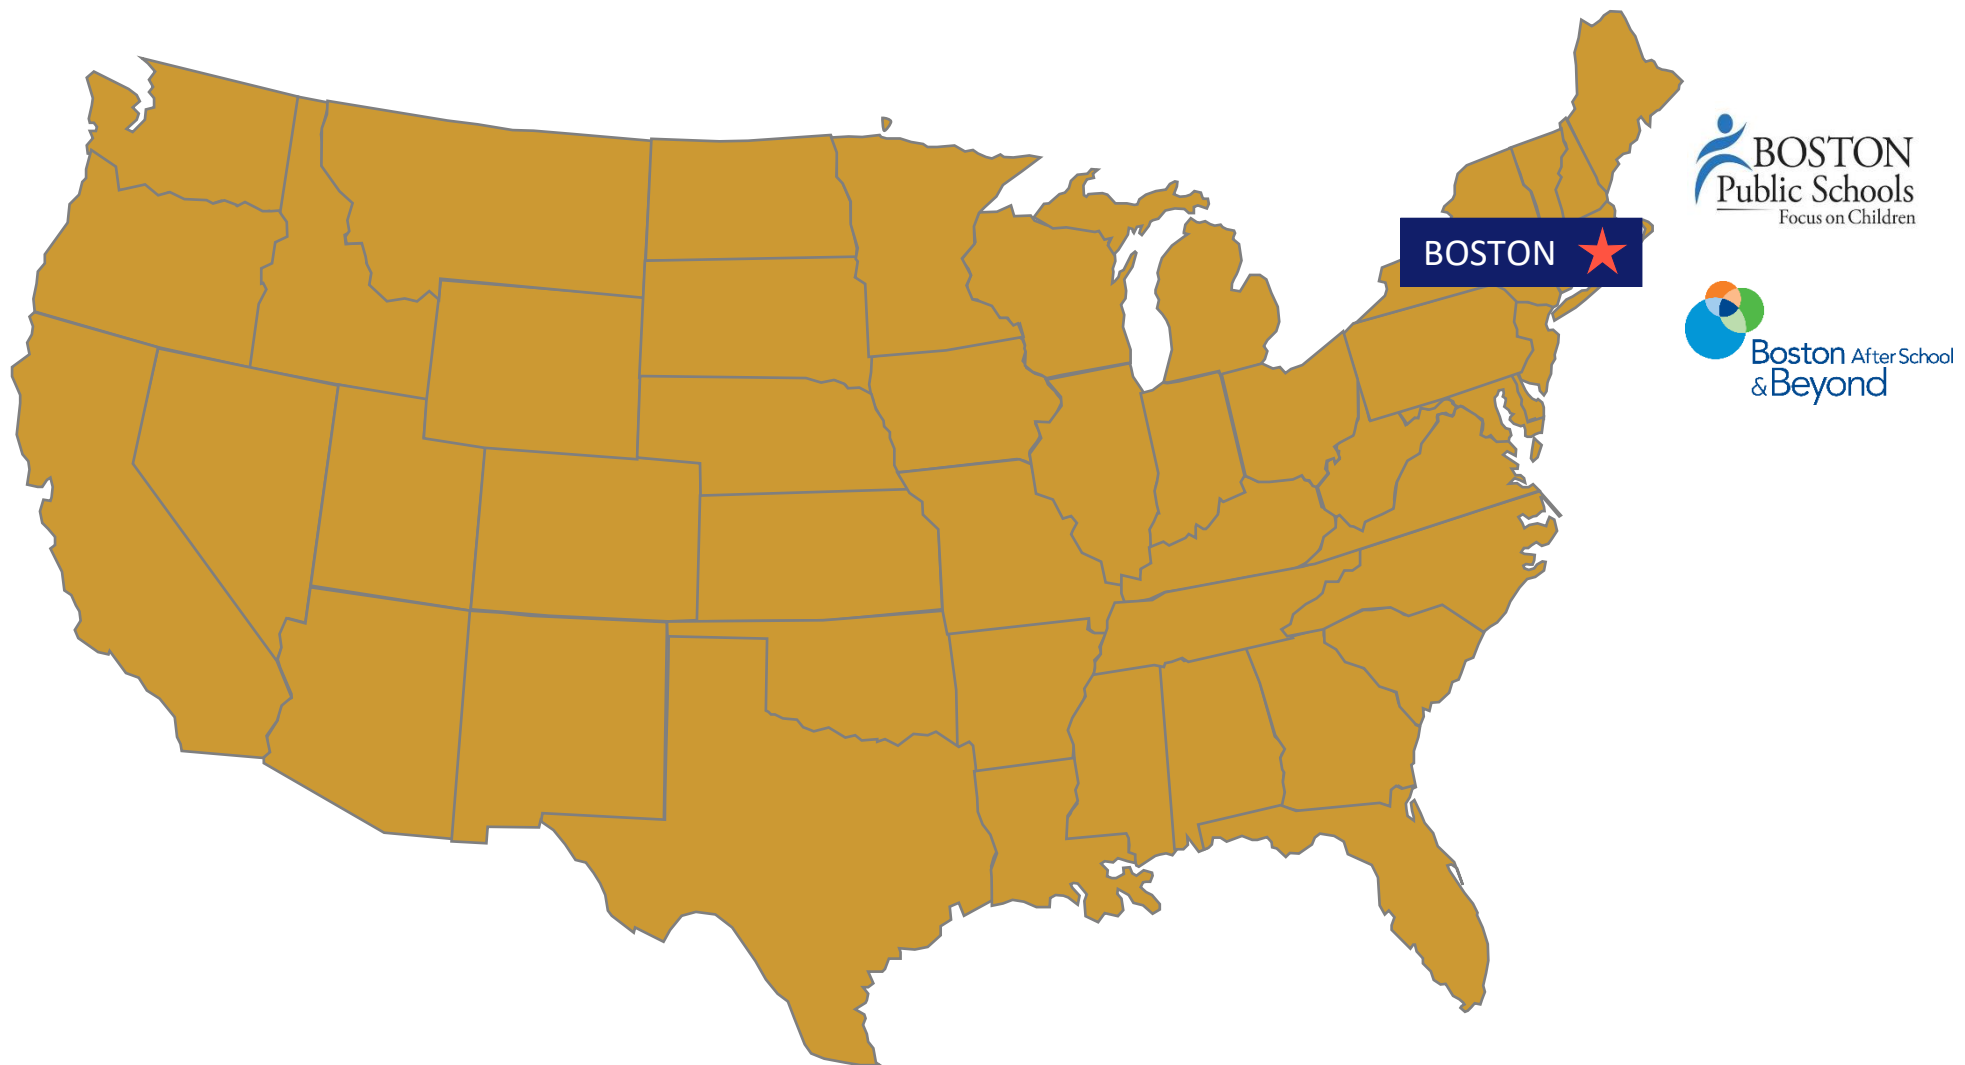 BOSTON
Public Schools
Focus on Children
BOSTON
Boston After School
& Beyond